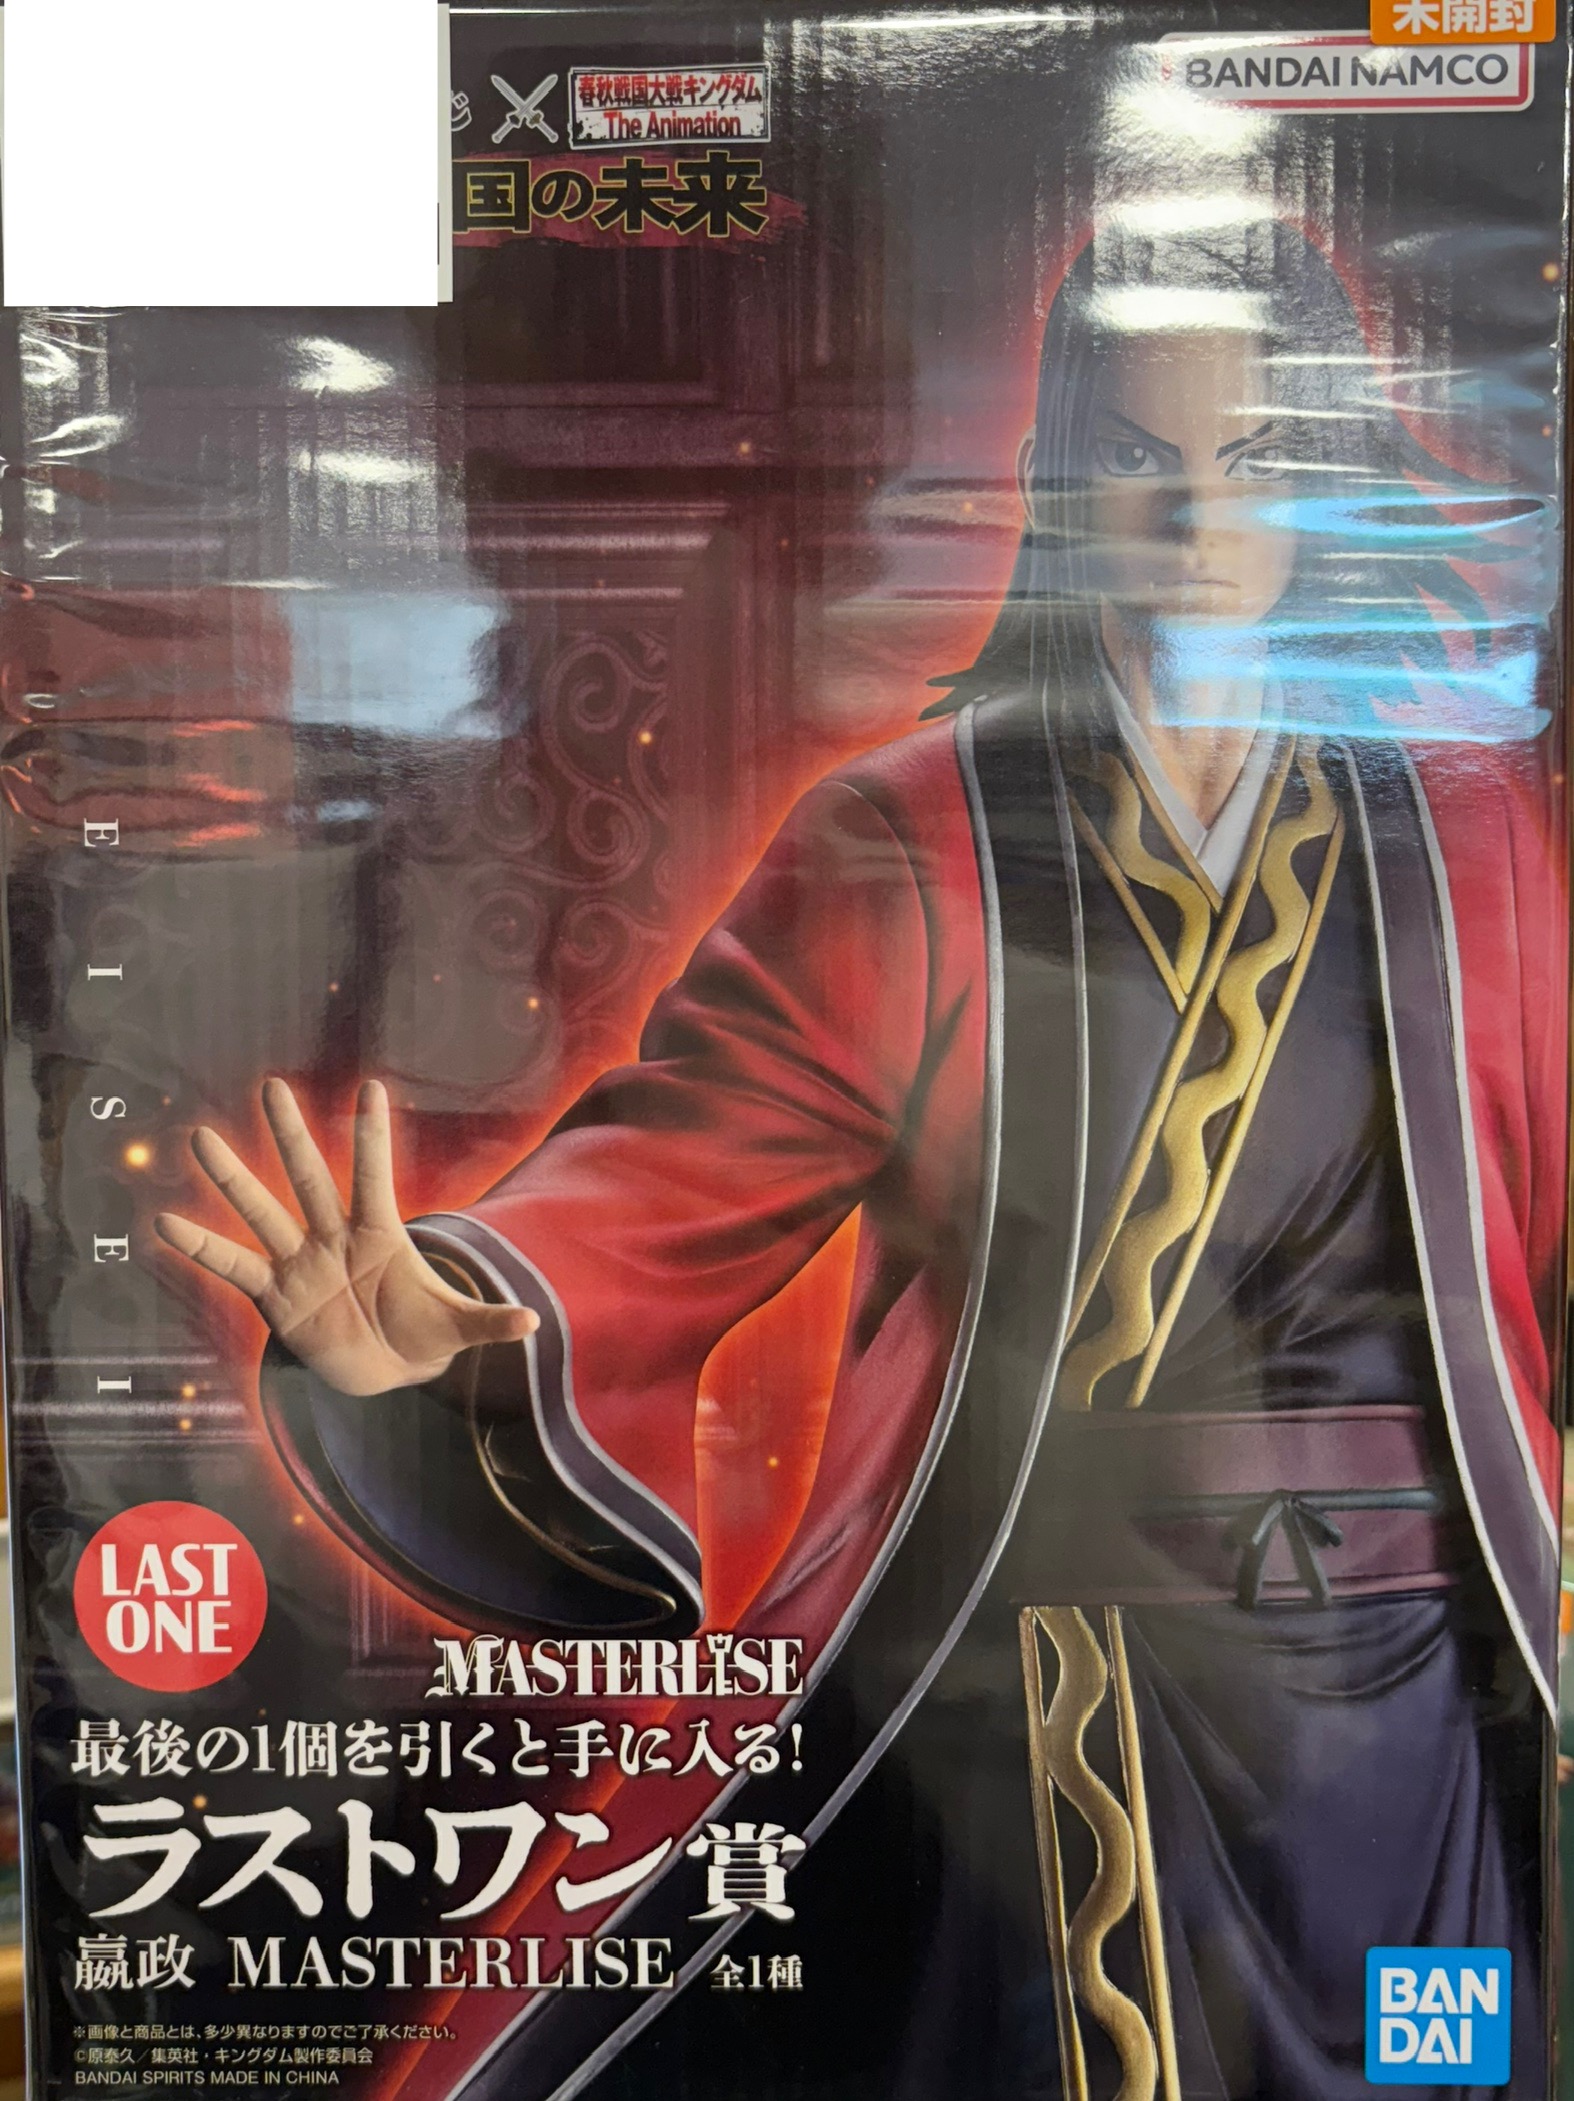 未開封
BANDAI NAMCO
じ
春秋戦国大戦キングダム
The Animation
国の未来
EISEI
LAST
ONE
MASTERLISE
最後の1個を引くと手に入る!
ラストワン賞
嬴政 MASTERLISE 全1種
※画像と商品とは、多少異なりますのでご了承ください。
©原泰久／集英社・キングダム製作委員会
BANDAI SPIRITS MADE IN CHINA
BAN
DAI